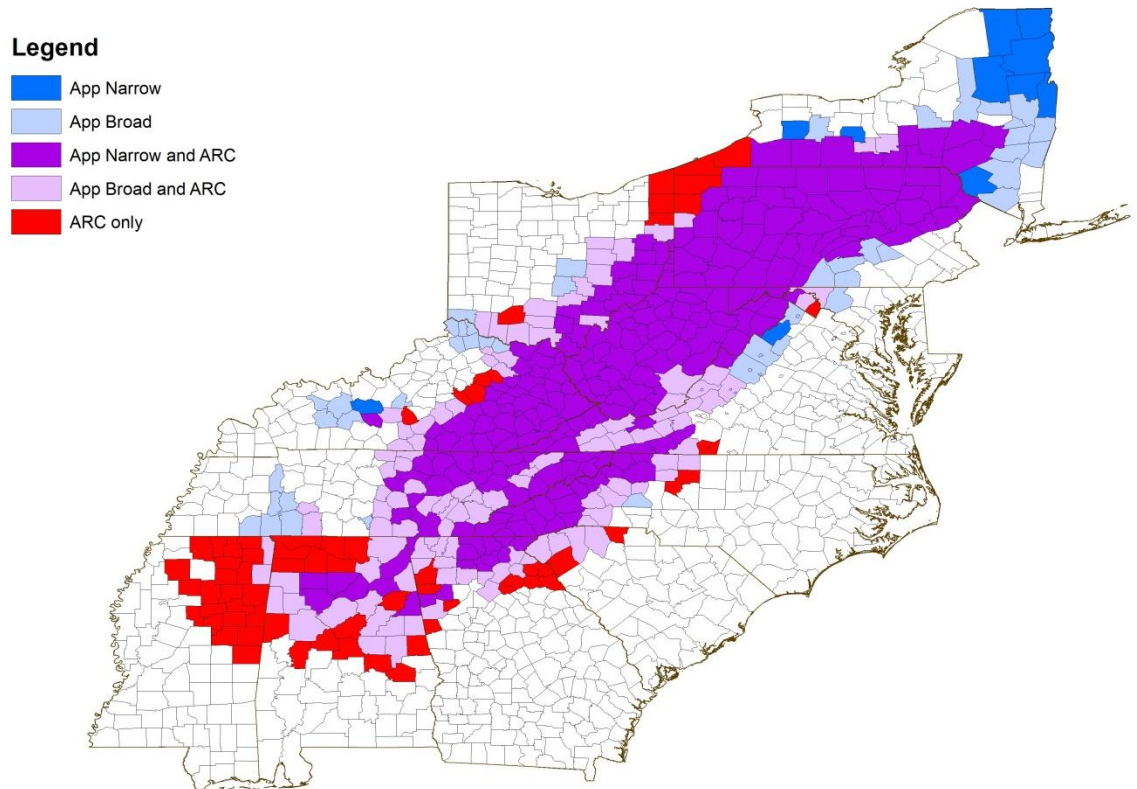 Legend
App Narrow
App Broad
App Narrow and ARC
App Broad and ARC
ARC only